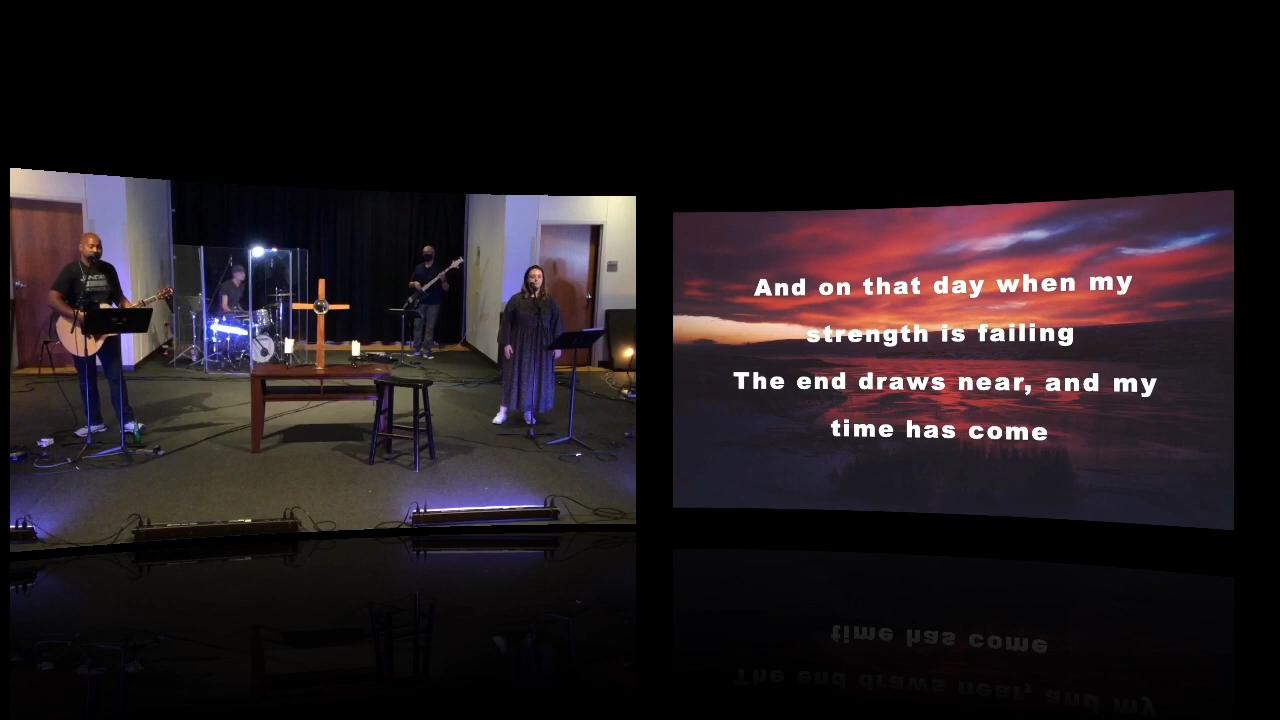 And on that day when my
strength is failing
The end draws near, and my
time has come